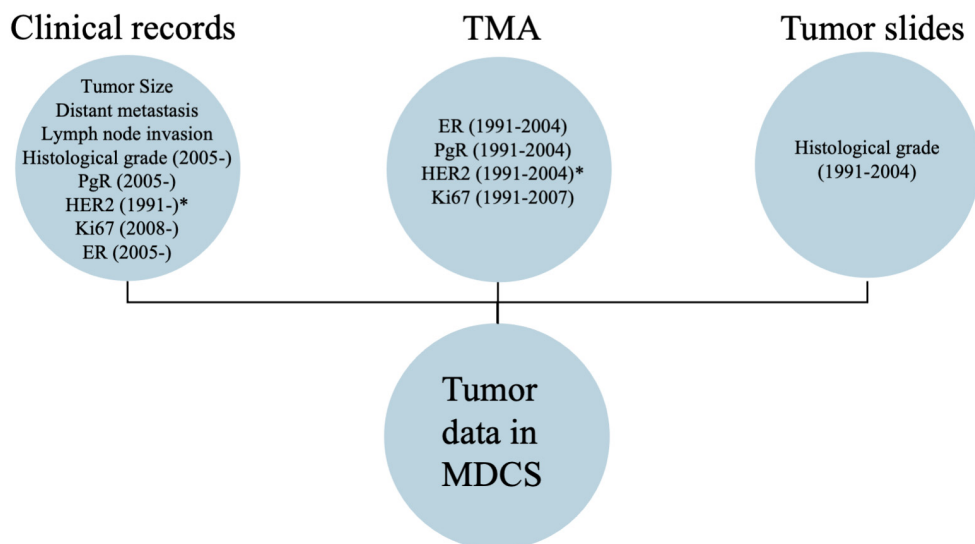 Clinical records
Tumor Size
Distant metastasis
Lymph node invasion
Histological grade (2005-)
PgR (2005-)
HER2 (1991-)*
Ki67 (2008-)
ER (2005-)
TMA
ER (1991-2004)
PgR (1991-2004)
HER2 (1991-2004)*
Ki67 (1991-2007)
Tumor slides
Histological grade
(1991-2004)
Tumor
data in
MDCS